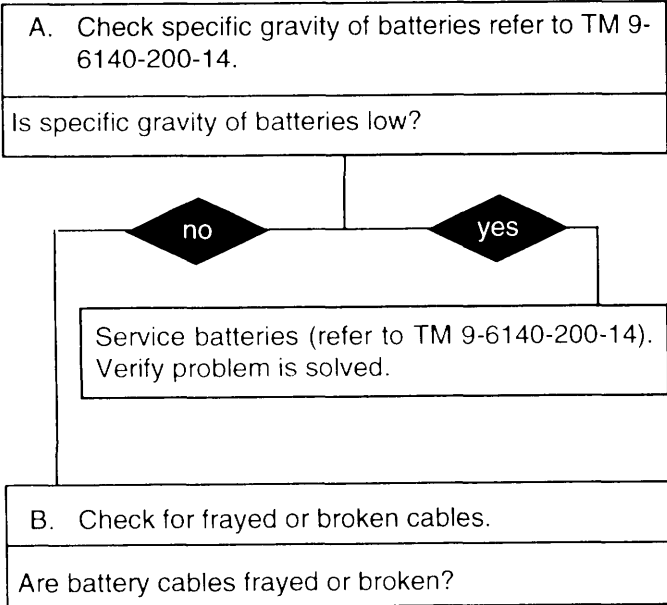 A. Check specific gravity of batteries refer to TM 9-
6140-200-14.
Is specific gravity of batteries low?
no
yes
Service batteries (refer to TM 9-6140-200-14).
Verify problem is solved.
B. Check for frayed or broken cables.
Are battery cables frayed or broken?